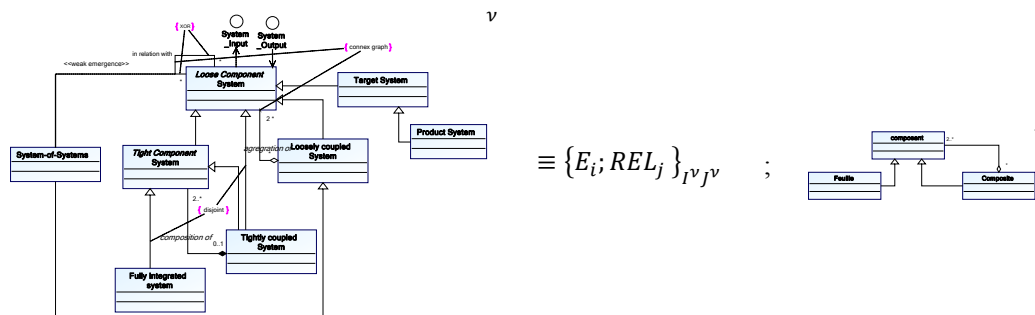 ν
{ XOR }
System
_Input
System
_Output
in relation with
*
{ connex graph }
<<weak emergence>>
*
Loose Component
System
Target System
2 *
Product System
System-of-Systems
Tight Component
System
agregration of
Loosely coupled
System
≡ {E_i; REL_j}_{I^ν J^ν} ;
component
2..*
Feuille
Composite
2..*
{ disjoint }
composition of
0..1
Tightly coupled
System
Fully Integrated
system